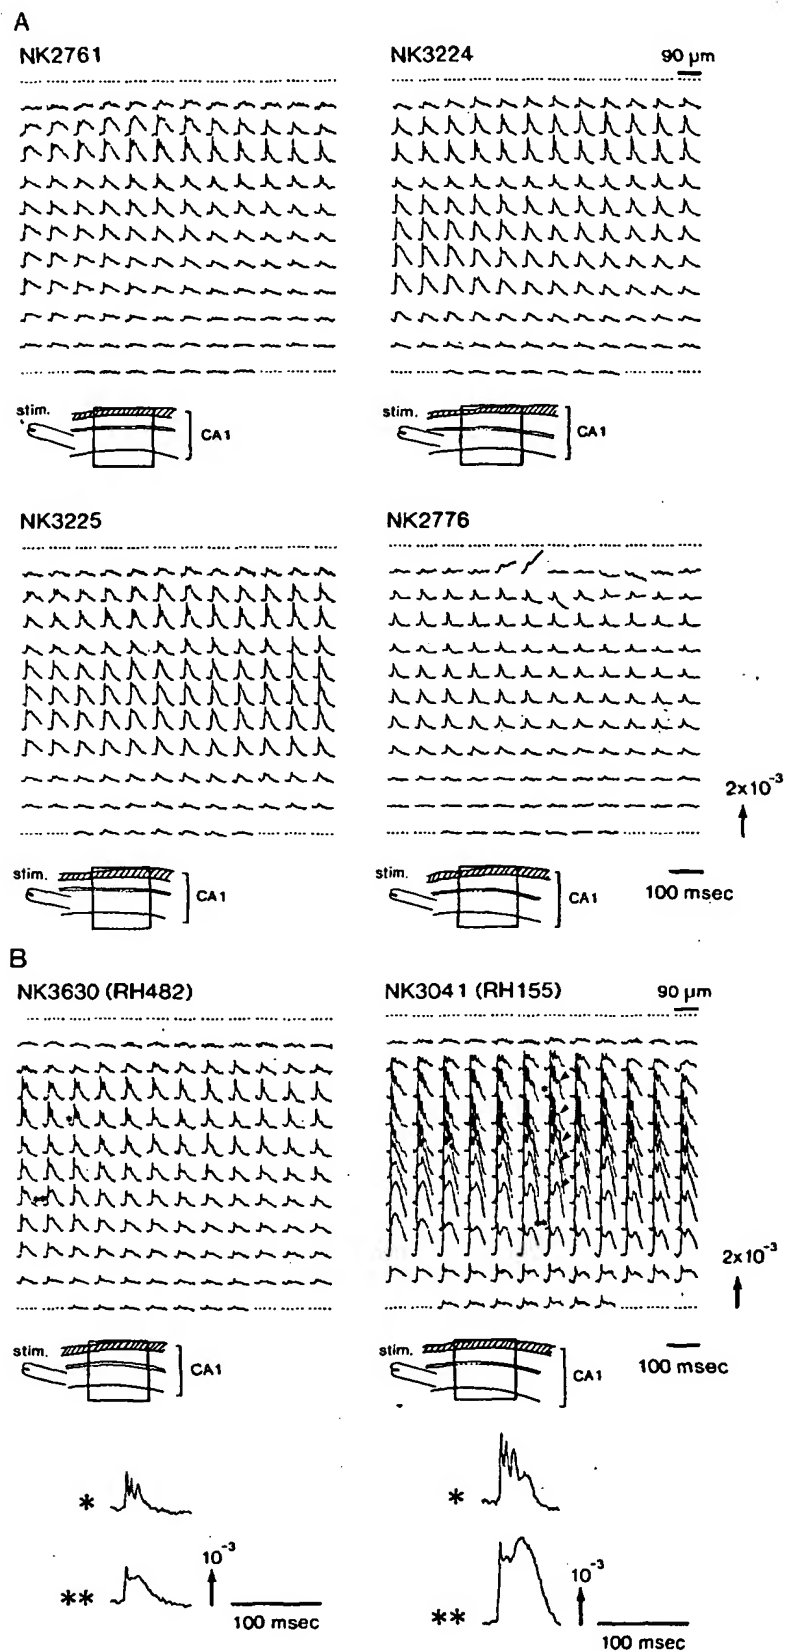 A
NK2761
NK3224
90 µm
stim.
CA1
stim.
CA1
NK3225
NK2776
2x10⁻³
100 msec
stim.
CA1
stim.
CA1
B
NK3630 (RH482)
NK3041 (RH155)
90 µm
*
**
2x10⁻³
100 msec
stim.
CA1
stim.
CA1
*
**
10⁻³
100 msec
*
**
10⁻³
100 msec